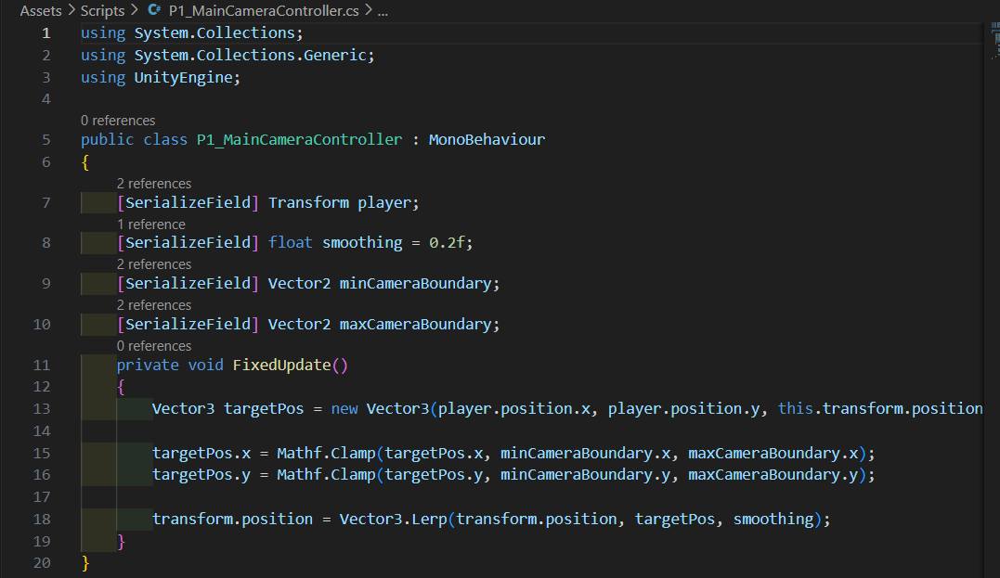 Assets > Scripts > C# P1_MainCameraController.cs > ...
1 using System.Collections;
2 using System.Collections.Generic;
3 using UnityEngine;
4
0 references
5 public class P1_MainCameraController : MonoBehaviour
6 {
2 references
7 [SerializeField] Transform player;
1 reference
8 [SerializeField] float smoothing = 0.2f;
2 references
9 [SerializeField] Vector2 minCameraBoundary;
2 references
10 [SerializeField] Vector2 maxCameraBoundary;
0 references
11 private void FixedUpdate()
12 {
13 Vector3 targetPos = new Vector3(player.position.x, player.position.y, this.transform.position
14
15 targetPos.x = Mathf.Clamp(targetPos.x, minCameraBoundary.x, maxCameraBoundary.x);
16 targetPos.y = Mathf.Clamp(targetPos.y, minCameraBoundary.y, maxCameraBoundary.y);
17
18 transform.position = Vector3.Lerp(transform.position, targetPos, smoothing);
19 }
20 }